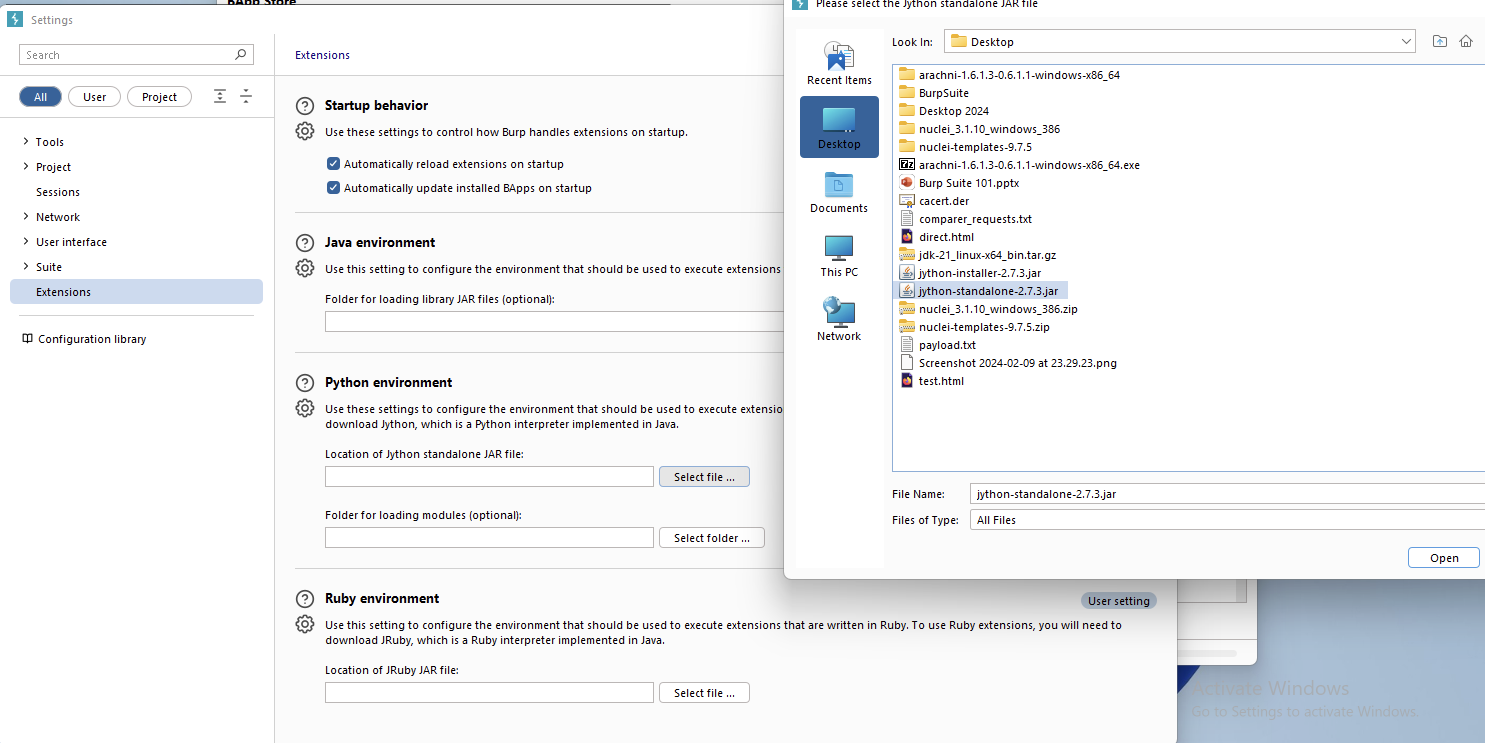 BApp Store
Settings
Search
All
User
Project
Tools
Project
Sessions
Network
User interface
Suite
Extensions
Configuration library
Extensions
Startup behavior
Use these settings to control how Burp handles extensions on startup.
Automatically reload extensions on startup
Automatically update installed BApps on startup
Java environment
Use this setting to configure the environment that should be used to execute extensions
Folder for loading library JAR files (optional):
Python environment
Use these settings to configure the environment that should be used to execute extensio
download Jython, which is a Python interpreter implemented in Java.
Location of Jython standalone JAR file:
Select file ...
Folder for loading modules (optional):
Select folder ...
Ruby environment
User setting
Use this setting to configure the environment that should be used to execute extensions that are written in Ruby. To use Ruby extensions, you will need to
download JRuby, which is a Ruby interpreter implemented in Java.
Location of JRuby JAR file:
Select file ...
Please select the Jython standalone JAR file
Look In:
Desktop
Recent Items
Desktop
Documents
This PC
Network
arachni-1.6.1.3-0.6.1.1-windows-x86_64
BurpSuite
Desktop 2024
nuclei_3.1.10_windows_386
nuclei-templates-9.7.5
arachni-1.6.1.3-0.6.1.1-windows-x86_64.exe
Burp Suite 101.pptx
cacert.der
comparer_requests.txt
direct.html
jdk-21_linux-x64_bin.tar.gz
jython-installer-2.7.3.jar
jython-standalone-2.7.3.jar
nuclei_3.1.10_windows_386.zip
nuclei-templates-9.7.5.zip
payload.txt
Screenshot 2024-02-09 at 23.29.23.png
test.html
File Name:
jython-standalone-2.7.3.jar
Files of Type:
All Files
Open
Activate Windows
Go to Settings to activate Windows.